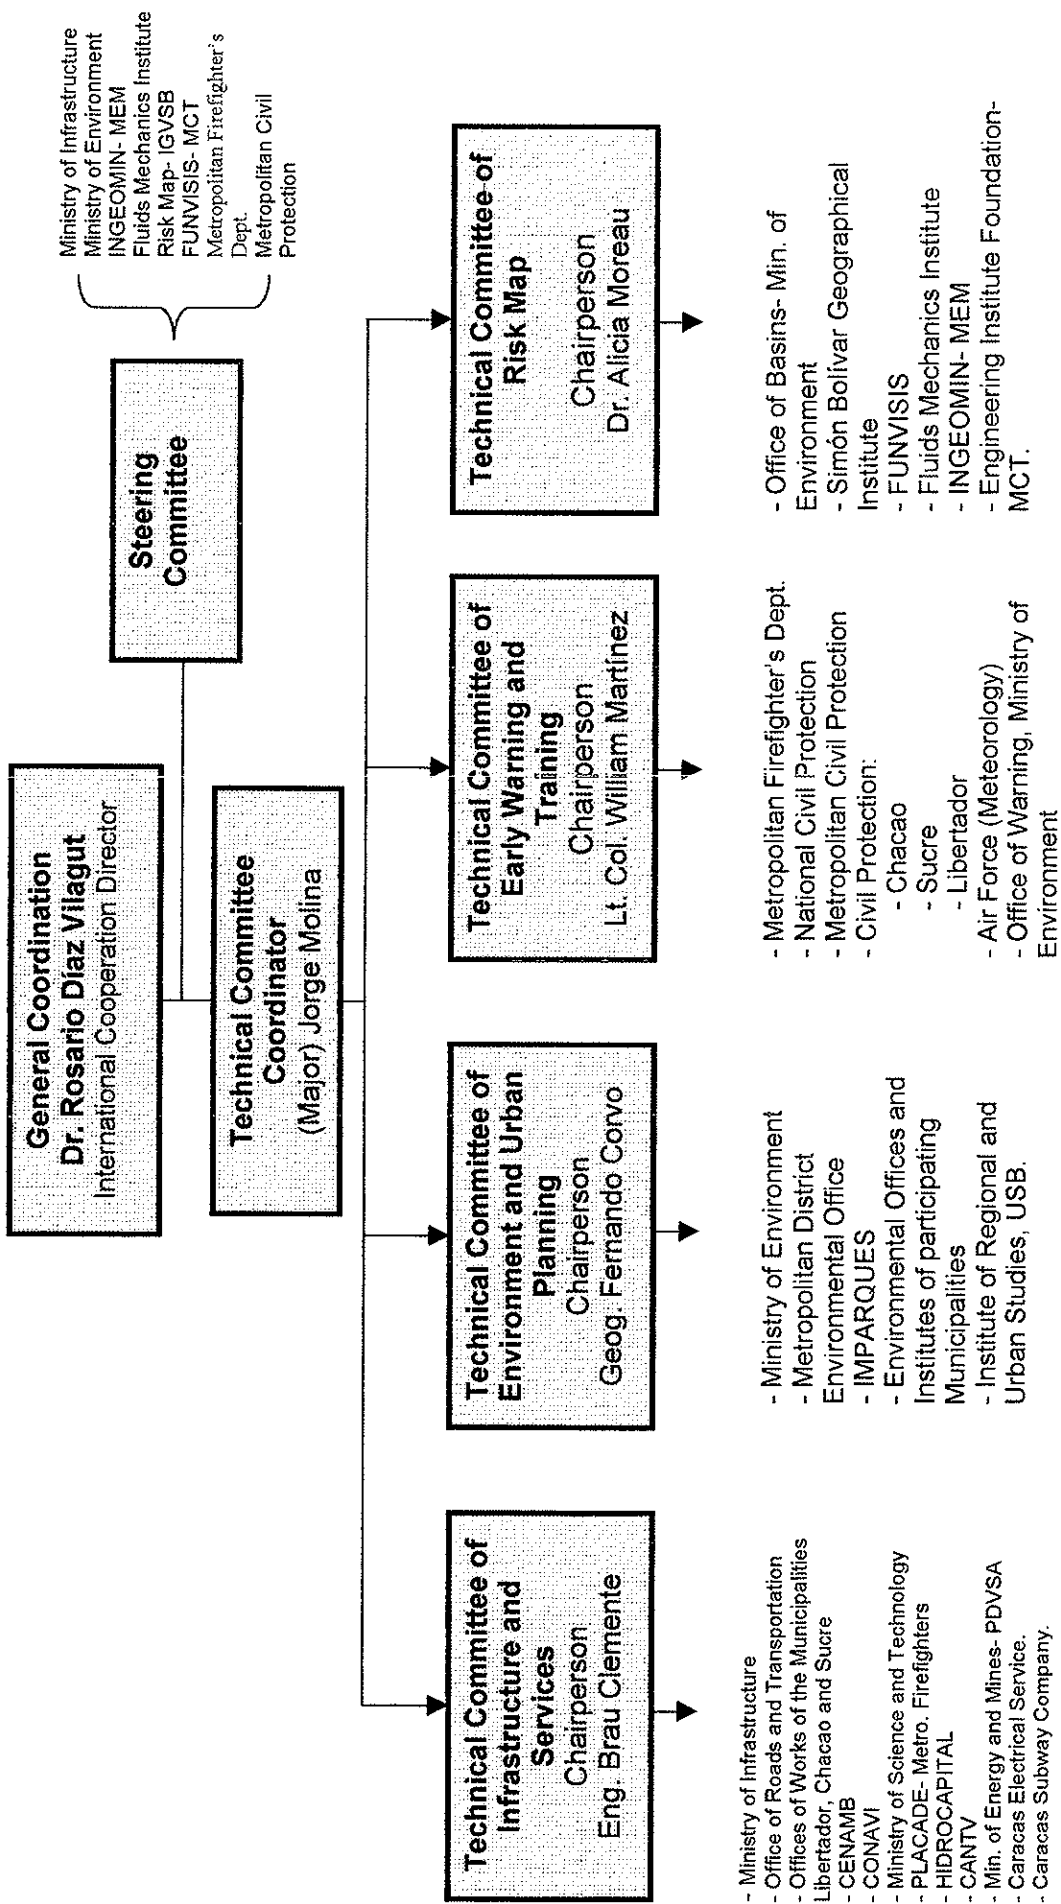 General Coordination
Dr. Rosario Díaz Vilagut
International Cooperation Director
Steering
Committee
Ministry of Infrastructure
Ministry of Environment
INGEOMIN- MEM
Fluids Mechanics Institute
Risk Map- IGVSB
FUNVISIS- MCT
Metropolitan Firefighter's
Dept.
Metropolitan Civil
Protection
Technical Committee
Coordinator
(Major) Jorge Molina
Technical Committee of
Infrastructure and
Services
Chairperson
Eng. Brau Clemente
- Ministry of Infrastructure
- Office of Roads and Transportation
- Offices of Works of the Municipalities
Libertador, Chacao and Sucre
- CENAMB
- CONAVI
- Ministry of Science and Technology
- PLACADE- Metro. Firefighters
- HIDROCAPITAL
- CANTV
- Min. of Energy and Mines- PDVSA
- Caracas Electrical Service.
- Caracas Subway Company.
Technical Committee of
Environment and Urban
Planning
Chairperson
Geog. Fernando Corvo
- Ministry of Environment
- Metropolitan District
Environmental Office
- IMPARQUES
- Environmental Offices and
Institutes of participating
Municipalities
- Institute of Regional and
Urban Studies, USB.
Technical Committee of
Early Warning and
Training
Chairperson
Lt. Col. William Martínez
- Metropolitan Firefighter's Dept.
- National Civil Protection
- Metropolitan Civil Protection
- Civil Protection:
- Chacao
- Sucre
- Libertador
- Air Force (Meteorology)
- Office of Warning, Ministry of
Environment
Technical Committee of
Risk Map
Chairperson
Dr. Alicia Moreau
- Office of Basins- Min. of
Environment
- Simón Bolívar Geographical
Institute
- FUNVISIS
- Fluids Mechanics Institute
- INGEOMIN- MEM
- Engineering Institute Foundation-
MCT.